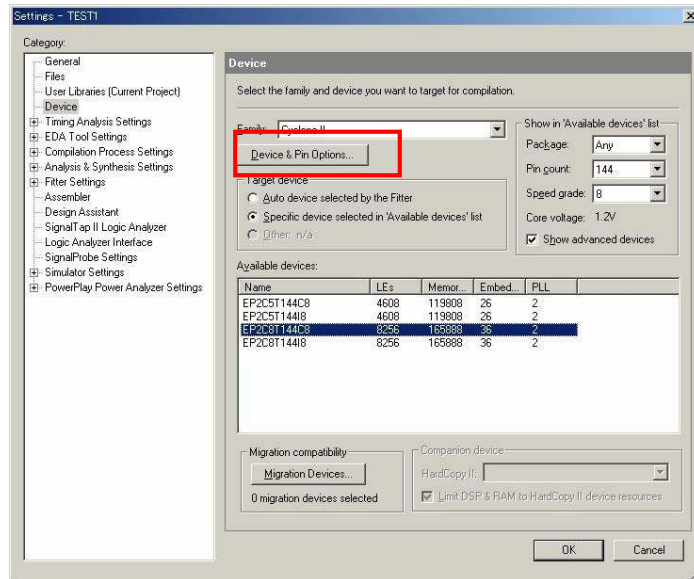 Settings - TEST1
Category:
General
Files
User Libraries (Current Project)
Device
Timing Analysis Settings
EDA Tool Settings
Compilation Process Settings
Analysis & Synthesis Settings
Fitter Settings
Assembler
Design Assistant
SignalTap II Logic Analyzer
Logic Analyzer Interface
SignalProbe Settings
Simulator Settings
PowerPlay Power Analyzer Settings
Device
Select the family and device you want to target for compilation.
Family: Cyclone II
Device & Pin Options...
Target device
Auto device selected by the Fitter
Specific device selected in 'Available devices' list
Other: n/a
Show in 'Available devices' list
Package: Any
Pin count: 144
Speed grade: 8
Core voltage: 1.2V
Show advanced devices
Available devices:
Name LEs Memor... Embed... PLL
EP2C5T144C8 4608 119808 26 2
EP2C5T144I8 4608 119808 26 2
EP2C8T144C8 8256 165888 36 2
EP2C8T144I8 8256 165888 36 2
Migration compatibility
Migration Devices...
0 migration devices selected
Companion device
HardCopy II:
Limit DSP & RAM to HardCopy II device resources
OK Cancel